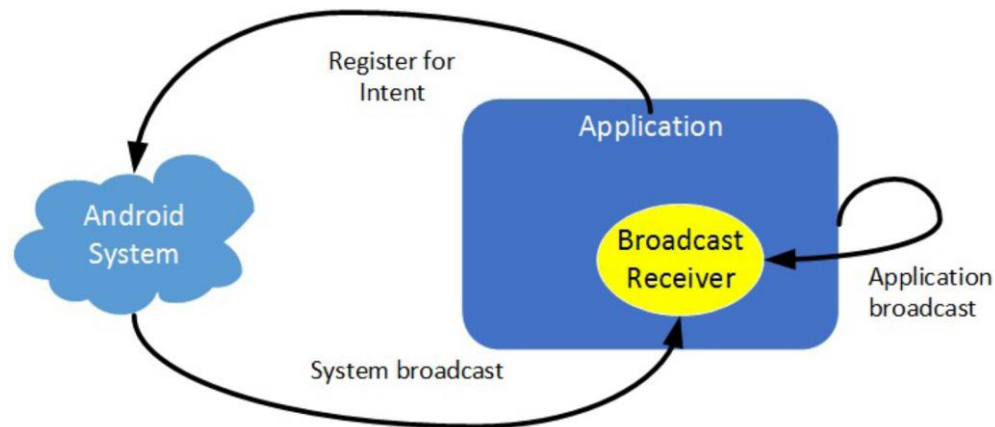 Register for
Intent
Application
Android
System
Broadcast
Receiver
Application
broadcast
System broadcast